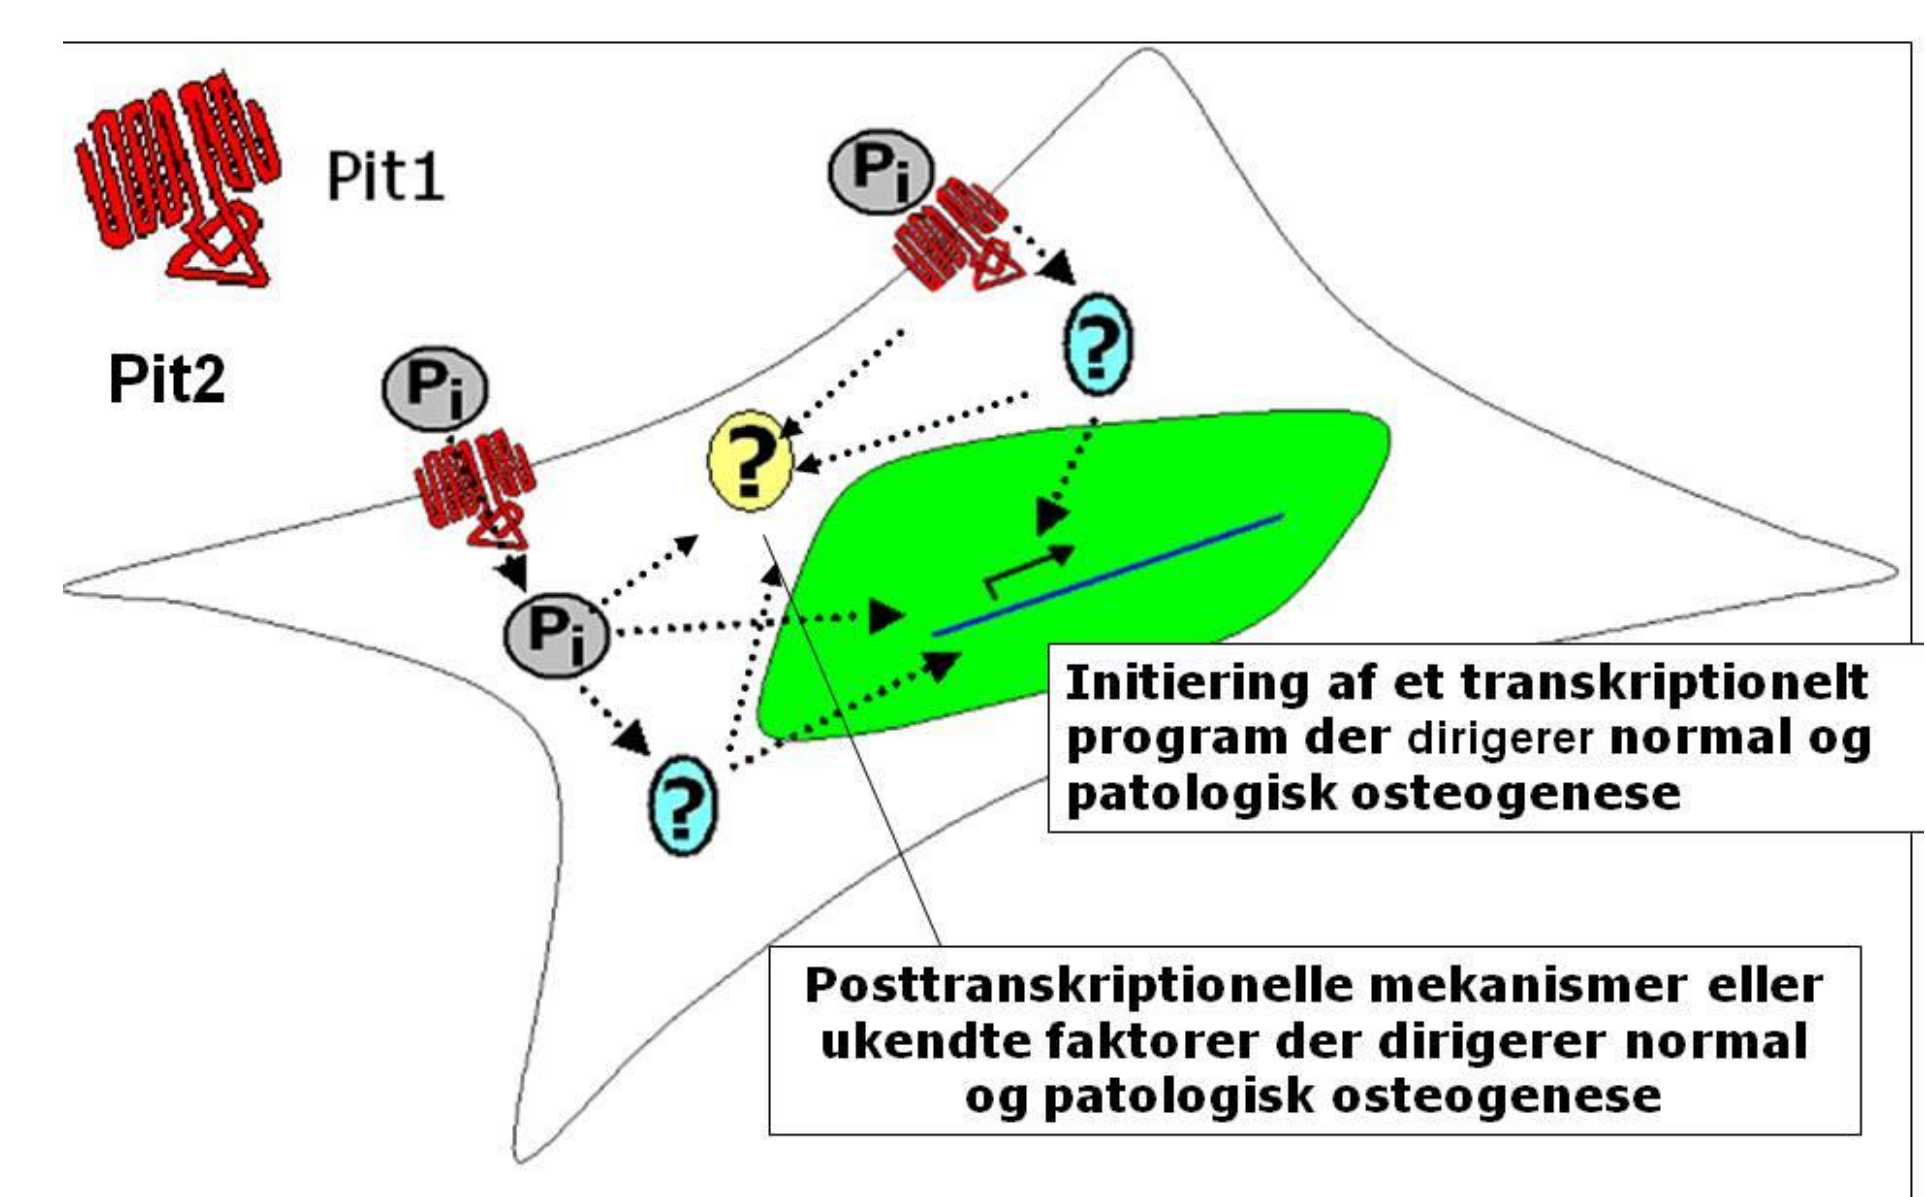 Pit1
Pi
Pit2
Pi
?
?
Pi
?
Initiering af et transkriptionelt
program der dirigerer normal og
patologisk osteogenese
Posttranskriptionelle mekanismer eller
ukendte faktorer der dirigerer normal
og patologisk osteogenese